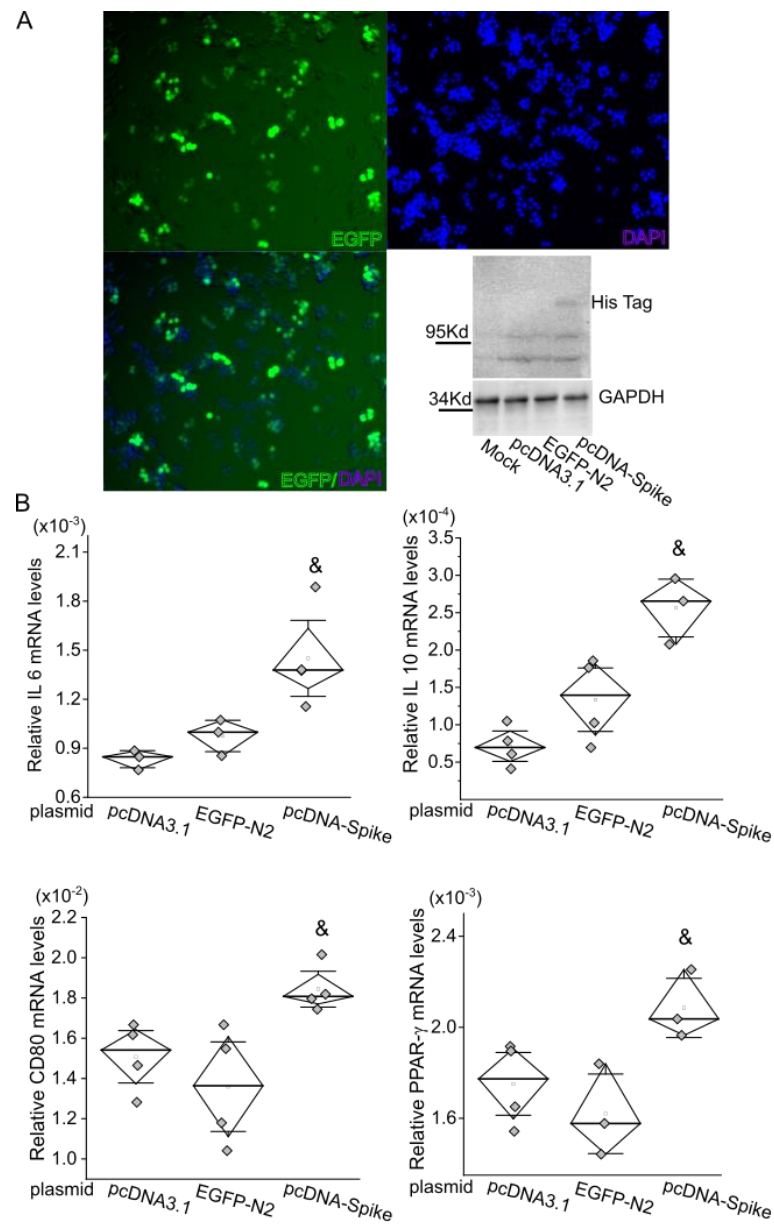 A
EGFP
DAPI
EGFP/DAPI
His Tag
95Kd
34Kd
GAPDH
Mock
pcDNA3.1
EGFP-N2
pcDNA-Spike
B
(x10-3)
Relative IL 6 mRNA levels
2.1
1.8
1.5
1.2
0.9
0.6
&
plasmid pcDNA3.1 EGFP-N2 pcDNA-Spike
(x10-4)
Relative IL 10 mRNA levels
3.5
3.0
2.5
2.0
1.5
1.0
0.5
0.0
&
plasmid pcDNA3.1 EGFP-N2 pcDNA-Spike
(x10-2)
Relative CD80 mRNA levels
2.2
2.0
1.8
1.6
1.4
1.2
1.0
&
plasmid pcDNA3.1 EGFP-N2 pcDNA-Spike
(x10-3)
Relative PPAR-γ mRNA levels
2.4
2.0
1.6
&
plasmid pcDNA3.1 EGFP-N2 pcDNA-Spike